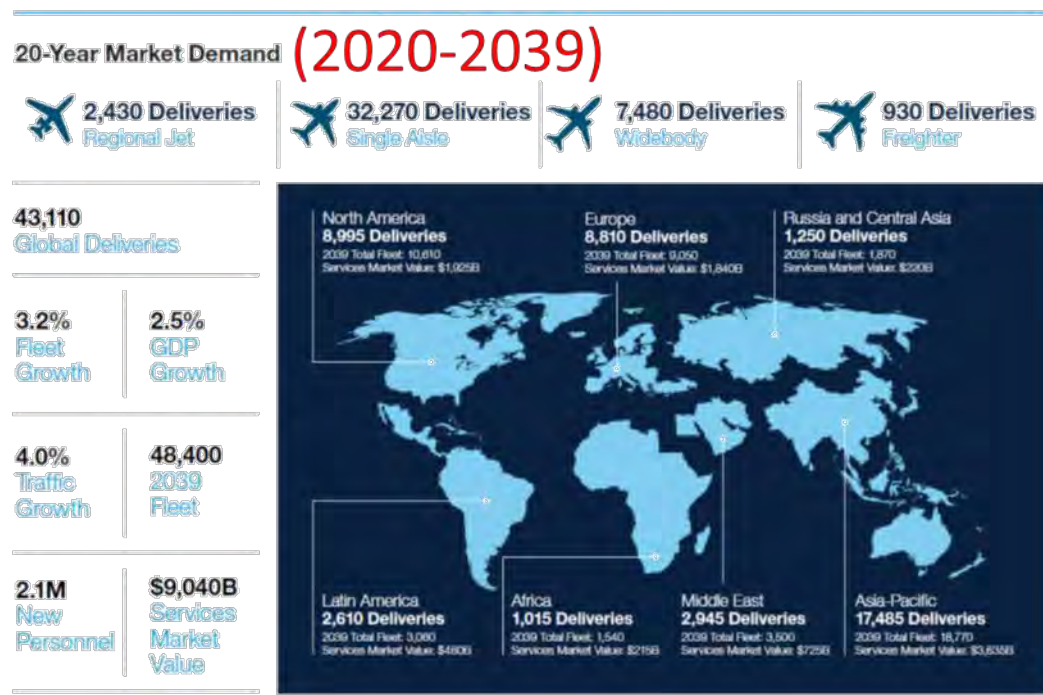 20-Year Market Demand (2020-2039)
2,430 Deliveries
Regional Jet
32,270 Deliveries
Single Aisle
7,480 Deliveries
Widebody
930 Deliveries
Freighter
43,110
Global Deliveries
3.2%
Fleet
Growth
2.5%
GDP
Growth
4.0%
Traffic
Growth
48,400
2039
Fleet
2.1M
New
Personnel
$9,040B
Services
Market
Value
North America
8,995 Deliveries
2039 Total Fleet: 10,610
Services Market Value: $1,925B
Europe
8,810 Deliveries
2039 Total Fleet: 9,050
Services Market Value: $1,840B
Russia and Central Asia
1,250 Deliveries
2039 Total Fleet: 1,870
Services Market Value: $220B
Latin America
2,610 Deliveries
2039 Total Fleet: 3,060
Services Market Value: $480B
Africa
1,015 Deliveries
2039 Total Fleet: 1,540
Services Market Value: $215B
Middle East
2,945 Deliveries
2039 Total Fleet: 3,500
Services Market Value: $725B
Asia-Pacific
17,485 Deliveries
2039 Total Fleet: 18,770
Services Market Value: $3,635B